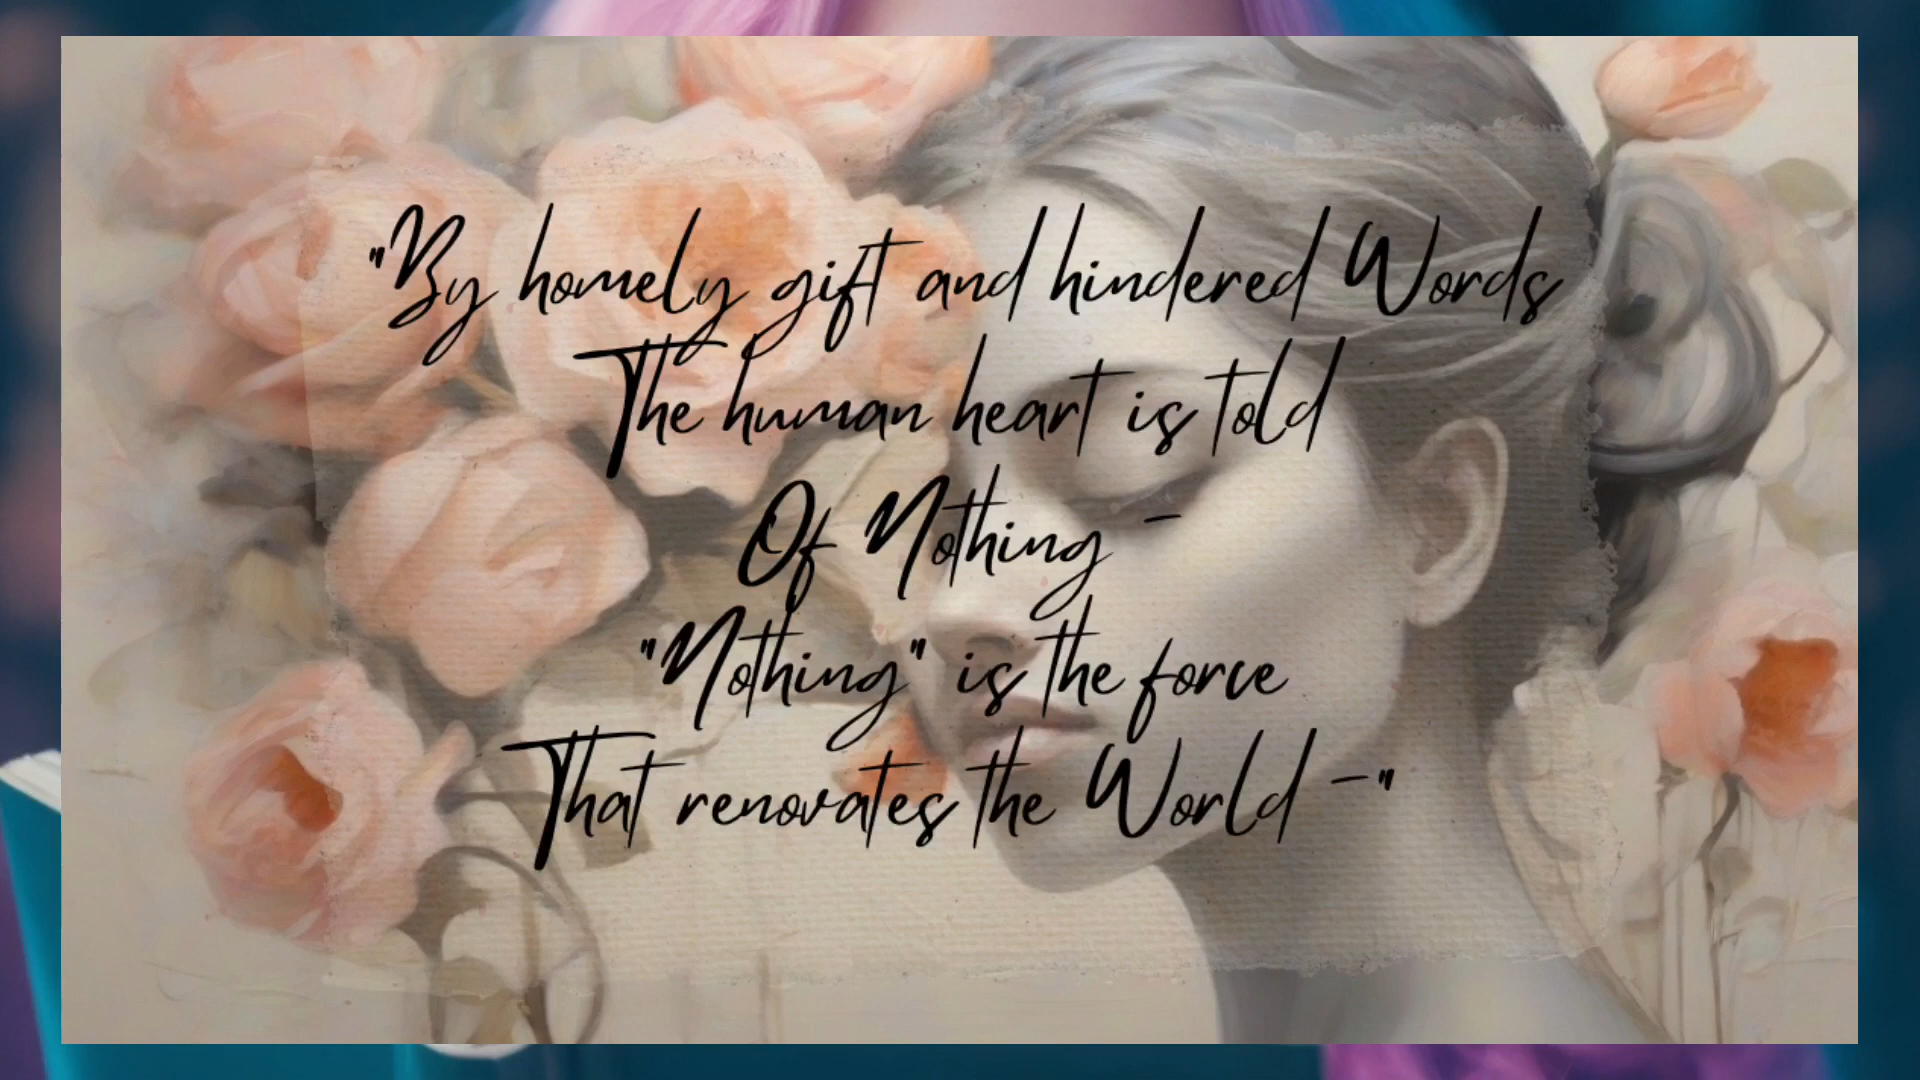 "By homely gift and hindered Words
The human heart is told
Of Nothing -
"Nothing" is the force
That renovates the World -"